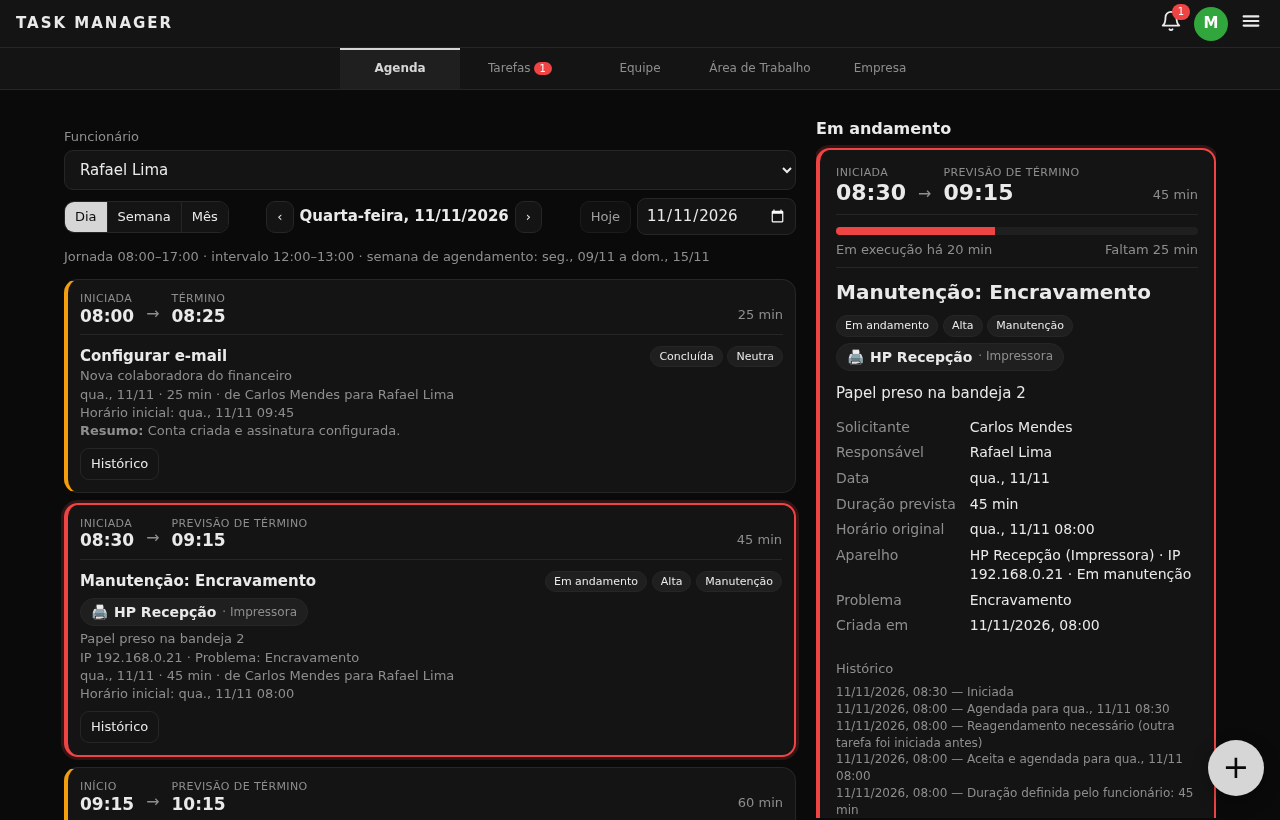 TASK MANAGER
1
M
Agenda
Tarefas 1
Equipe
Área de Trabalho
Empresa
Funcionário
Rafael Lima
Dia
Semana
Mês
‹
Quarta-feira, 11/11/2026
›
Hoje
11/11/2026
Jornada 08:00–17:00 · intervalo 12:00–13:00 · semana de agendamento: seg., 09/11 a dom., 15/11
INICIADA
08:00
→
TÉRMINO
08:25
25 min
Configurar e-mail
Concluída
Neutra
Nova colaboradora do financeiro
qua., 11/11 · 25 min · de Carlos Mendes para Rafael Lima
Horário inicial: qua., 11/11 09:45
Resumo: Conta criada e assinatura configurada.
Histórico
INICIADA
08:30
→
PREVISÃO DE TÉRMINO
09:15
45 min
Manutenção: Encravamento
Em andamento
Alta
Manutenção
HP Recepção · Impressora
Papel preso na bandeja 2
IP 192.168.0.21 · Problema: Encravamento
qua., 11/11 · 45 min · de Carlos Mendes para Rafael Lima
Horário inicial: qua., 11/11 08:00
Histórico
INÍCIO
09:15
→
PREVISÃO DE TÉRMINO
10:15
60 min
Em andamento
INICIADA
08:30
→
PREVISÃO DE TÉRMINO
09:15
45 min
Em execução há 20 min
Faltam 25 min
Manutenção: Encravamento
Em andamento
Alta
Manutenção
HP Recepção · Impressora
Papel preso na bandeja 2
Solicitante Carlos Mendes
Responsável Rafael Lima
Data qua., 11/11
Duração prevista 45 min
Horário original qua., 11/11 08:00
Aparelho HP Recepção (Impressora) · IP
192.168.0.21 · Em manutenção
Problema Encravamento
Criada em 11/11/2026, 08:00
Histórico
11/11/2026, 08:30 — Iniciada
11/11/2026, 08:00 — Agendada para qua., 11/11 08:30
11/11/2026, 08:00 — Reagendamento necessário (outra
tarefa foi iniciada antes)
11/11/2026, 08:00 — Aceita e agendada para qua., 11/11
08:00
11/11/2026, 08:00 — Duração definida pelo funcionário: 45
min
+